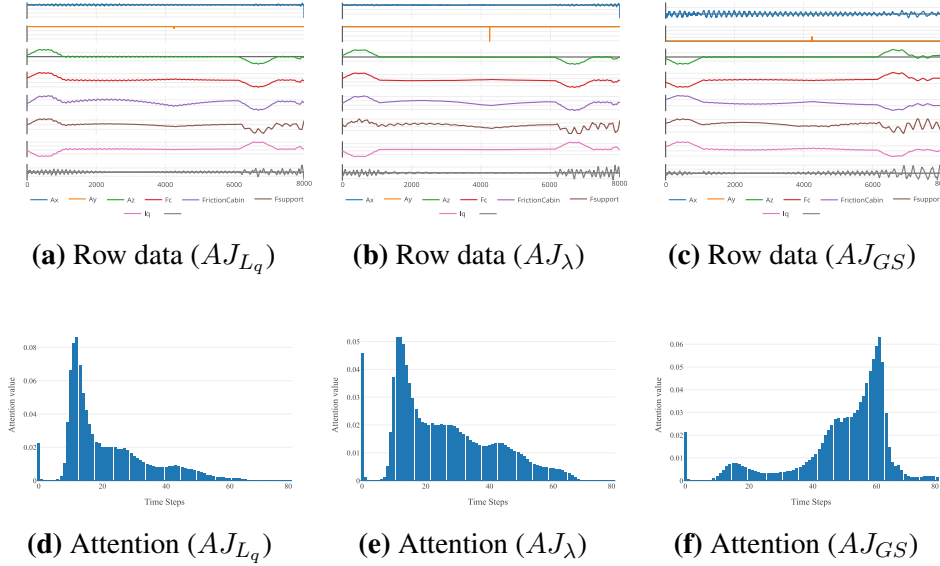 0 2000 4000 6000 8000
0 2000 4000 6000 8000
0 2000 4000 6000 8000
Ax Ay Az Fc FrictionCabin Fsupport
Iq
Ax Ay Az Fc FrictionCabin Fsupport
Iq
Ax Ay Az Fc FrictionCabin Fsupport
Iq
(a) Row data (AJ_{L_q})
(b) Row data (AJ_λ)
(c) Row data (AJ_{GS})
Attention value
0.08
0.06
0.04
0.02
0
0 20 40 60 80
Time Steps
Attention value
0.05
0.04
0.03
0.02
0.01
0
0 20 40 60 80
Time Steps
Attention value
0.06
0.05
0.04
0.03
0.02
0.01
0
0 20 40 60 80
Time Steps
(d) Attention (AJ_{L_q})
(e) Attention (AJ_λ)
(f) Attention (AJ_{GS})